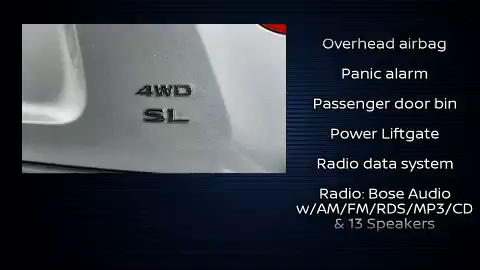 4WD
SL
Overhead airbag
Panic alarm
Passenger door bin
Power Liftgate
Radio data system
Radio: Bose Audio
w/AM/FM/RDS/MP3/CD
& 13 Speakers